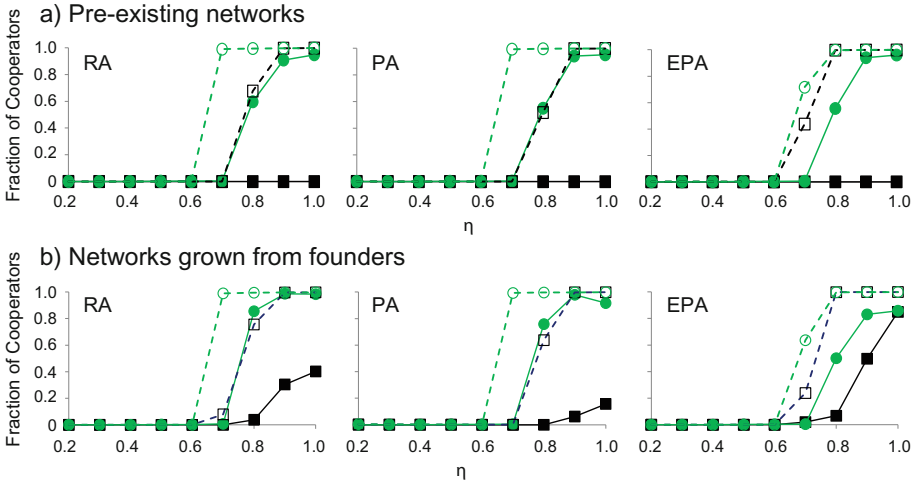 a) Pre-existing networks
Fraction of Cooperators
1.0
0.8
0.6
0.4
0.2
0
RA
PA
EPA
0.2 0.4 0.6 0.8 1.0
0.2 0.4 0.6 0.8 1.0
0.2 0.4 0.6 0.8 1.0
η
b) Networks grown from founders
Fraction of Cooperators
1.0
0.8
0.6
0.4
0.2
0
RA
PA
EPA
0.2 0.4 0.6 0.8 1.0
0.2 0.4 0.6 0.8 1.0
0.2 0.4 0.6 0.8 1.0
η